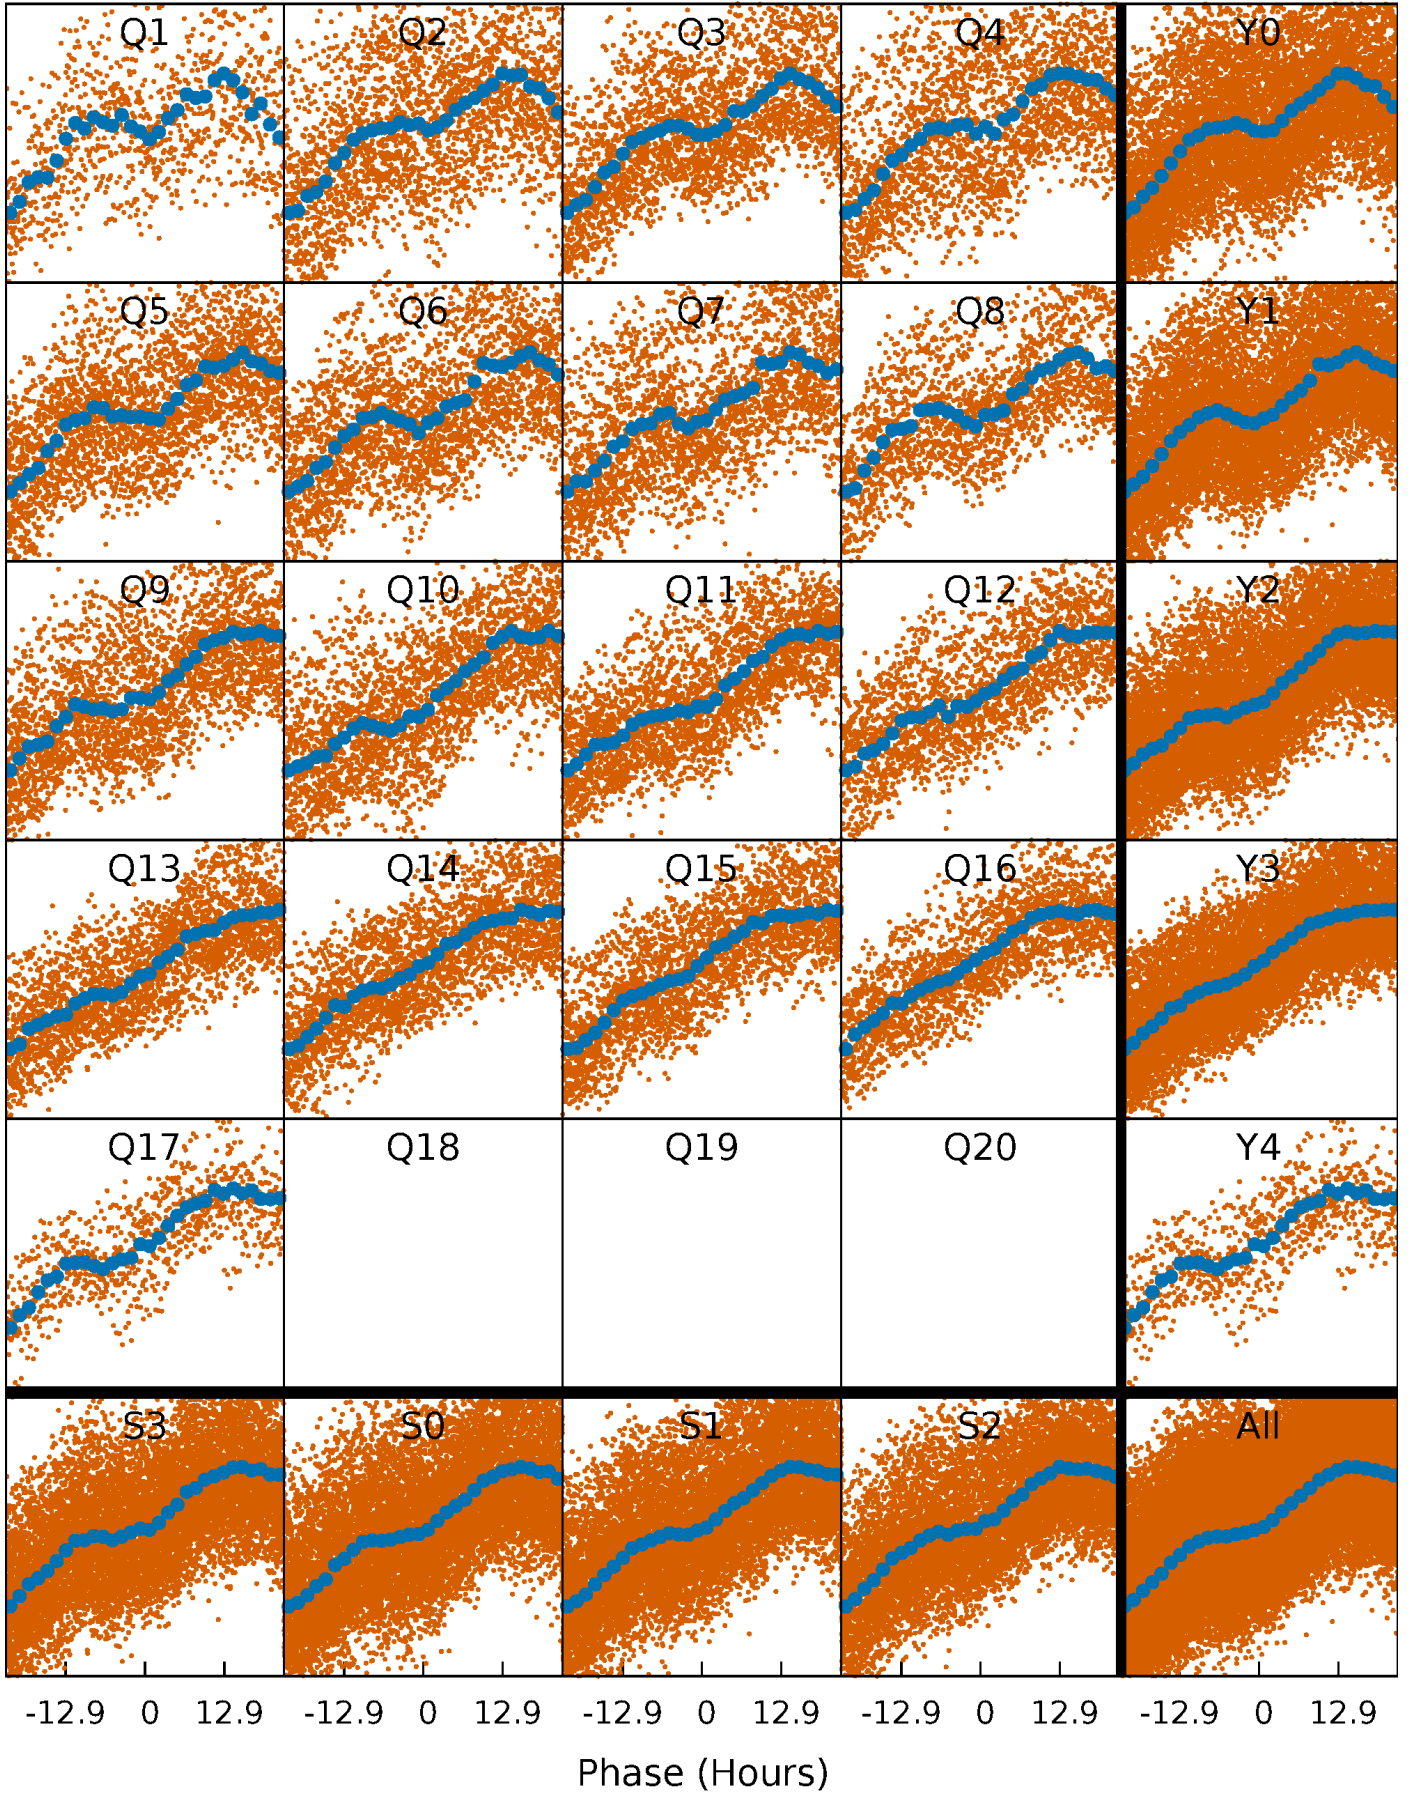 Q1 Q2 Q3 Q4 Y0
Q5 Q6 Q7 Q8 Y1
Q9 Q10 Q11 Q12 Y2
Q13 Q14 Q15 Q16 Y3
Q17 Q18 Q19 Q20 Y4
S3 S0 S1 S2 All
-12.9 0 12.9 -12.9 0 12.9 -12.9 0 12.9 -12.9 0 12.9 -12.9 0 12.9
Phase (Hours)